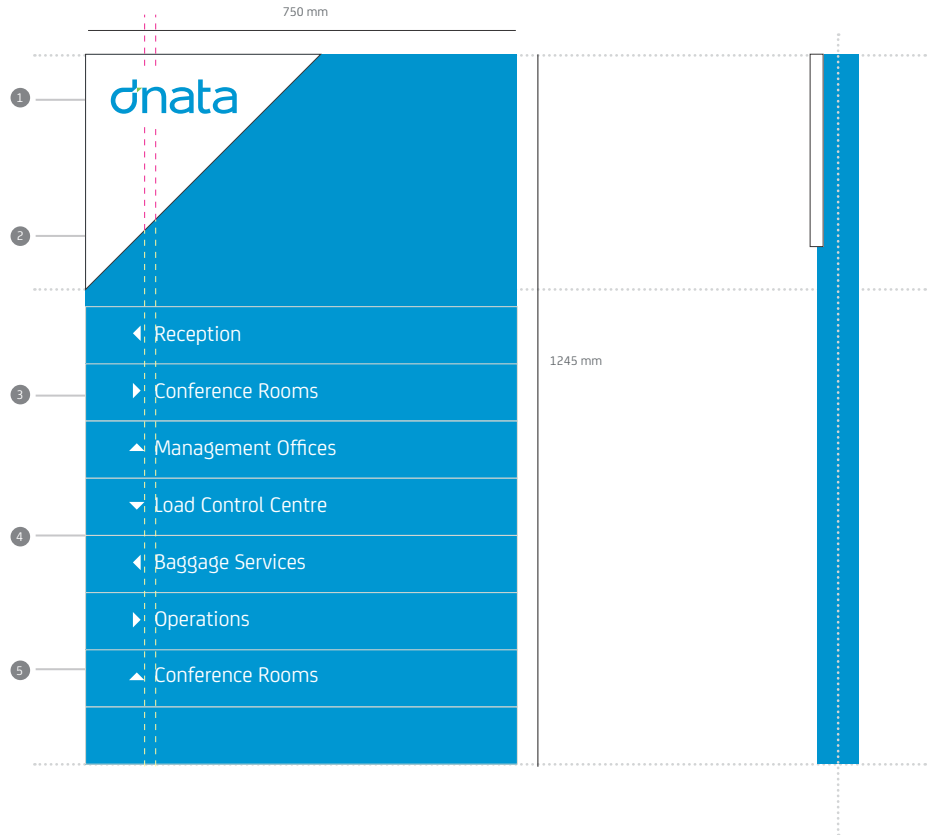 750 mm
1
dnata
2
Reception
1245 mm
3
Conference Rooms
Management Offices
Load Control Centre
4
Baggage Services
Operations
5
Conference Rooms